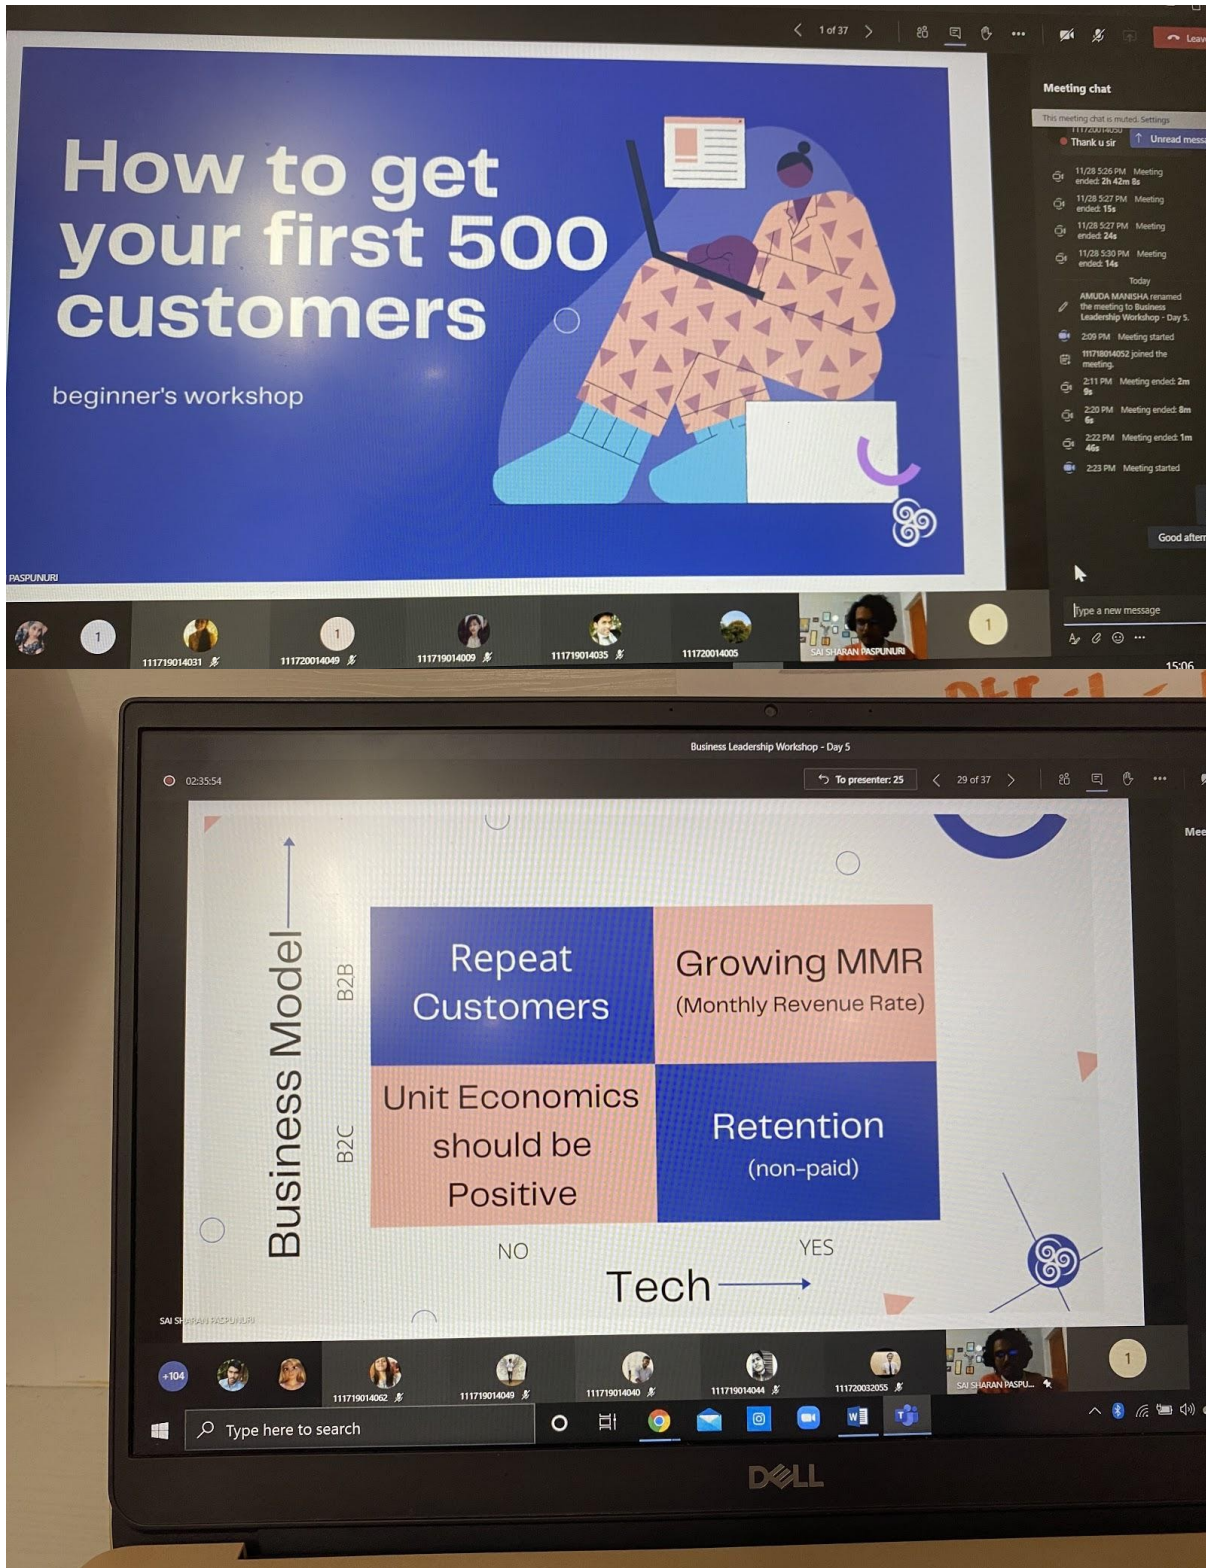 1 of 37
Leave
How to get
your first 500
customers
beginner's workshop
PASPUNURI
Meeting chat
This meeting chat is muted. Settings
111720014050
Thank u sir
Unread
11/28 5:26 PM Meeting
ended: 2h 42m 8s
11/28 5:27 PM Meeting
ended: 15s
11/28 5:27 PM Meeting
ended: 24s
11/28 5:30 PM Meeting
ended: 14s
Today
AMUDA MANISHA renamed
the meeting to Business
Leadership Workshop - Day 5.
2:09 PM Meeting started
111718014052 joined the
meeting.
2:11 PM Meeting ended: 2m
9s
2:20 PM Meeting ended: 8m
6s
2:22 PM Meeting ended: 1m
46s
2:23 PM Meeting started
Good
Type a new message
1
111719014031
1
111720014049
111719014009
111719014035
111720014005
SAI SHARAN PASPUNURI
1
15:06
Business Leadership Workshop - Day 5
02:35:54
To presenter: 25
29 of 37
Business Model
B2B
B2C
Repeat
Customers
Growing MMR
(Monthly Revenue Rate)
Unit Economics
should be
Positive
Retention
(non-paid)
NO
YES
Tech
SAI SHARAN PASPUNURI
+104
111719014062
111719014049
111719014040
111719014044
111720032055
SAI SHARAN PASPU...
1
Type here to search
DELL